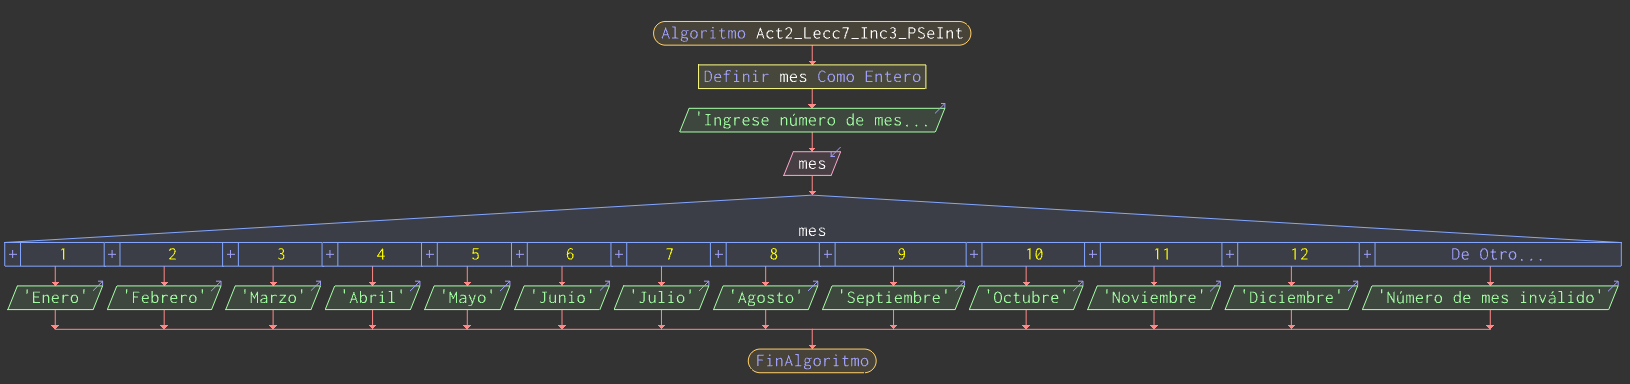 Algoritmo Act2_Lecc7_Inc3_PSeInt
Definir mes Como Entero
'Ingrese número de mes...
mes
mes
+ 1 + 2 + 3 + 4 + 5 + 6 + 7 + 8 + 9 + 10 + 11 + 12 + De Otro...
'Enero' 'Febrero' 'Marzo' 'Abril' 'Mayo' 'Junio' 'Julio' 'Agosto' 'Septiembre' 'Octubre' 'Noviembre' 'Diciembre' 'Número de mes inválido'
FinAlgoritmo